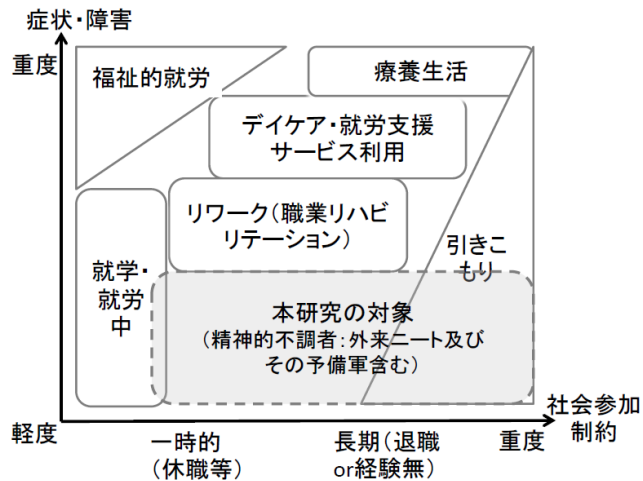 症状・障害
重度
福祉的就労
療養生活
デイケア・就労支援
サービス利用
リワーク(職業リハビ
リテーション)
引きこ
もり
就学・
就労
中
本研究の対象
(精神的不調者:外来ニート及び
その予備軍含む)
軽度
一時的
(休職等)
長期(退職
or経験無)
重度
社会参加
制約